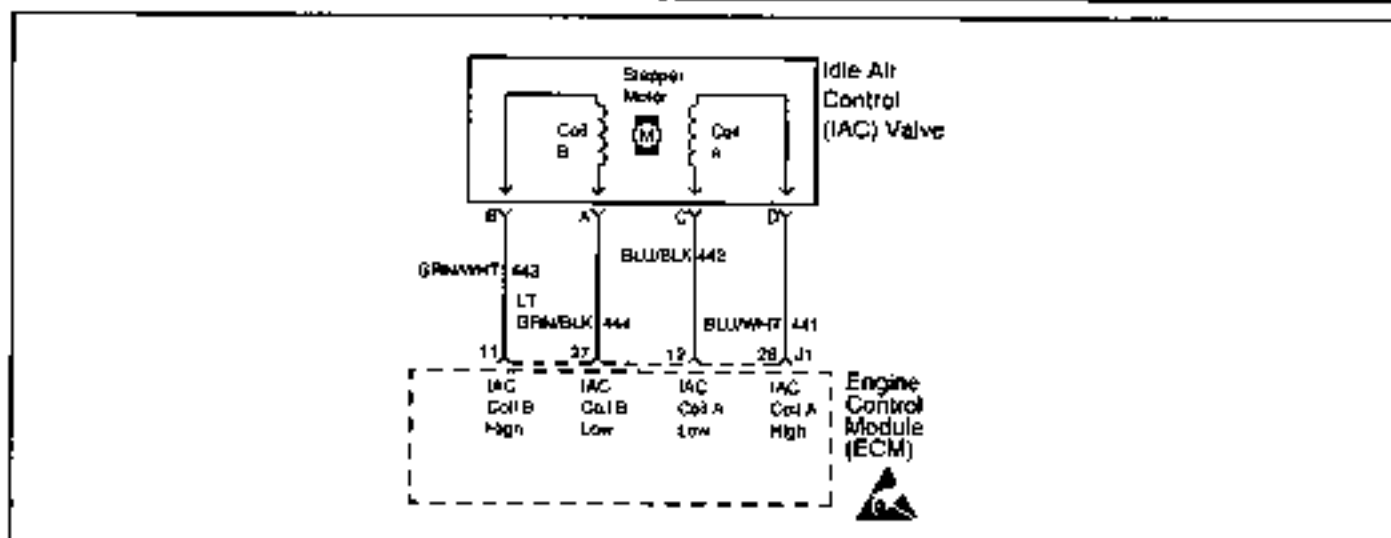 Stepper
Motor
Idle Air
Control
(IAC) Valve
Coil
B
M
Coil
A
B
A
C
D
GRN/WHT 443
LT
GRN/BLK 444
BLU/BLK 442
BLU/WHT 441
11
27
12
28 J1
IAC
Coil B
High
IAC
Coil B
Low
IAC
Coil A
Low
IAC
Coil A
High
Engine
Control
Module
(ECM)